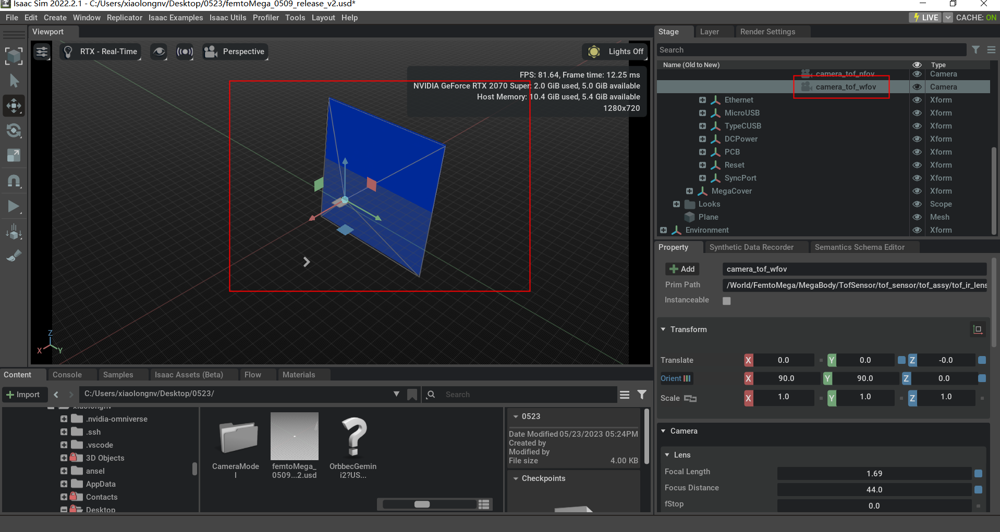 Isaac Sim 2022.2.1 - C:/Users/xiaolongnv/Desktop/0523/femtoMega_0509_release_v2.usd*
File Edit Create Window Replicator Isaac Examples Isaac Utils Profiler Tools Layout Help
LIVE CACHE: ON
Viewport
RTX - Real-Time
Perspective
Lights Off
FPS: 81.64, Frame time: 12.25 ms
NVIDIA GeForce RTX 2070 Super: 2.0 GiB used, 5.0 GiB available
Host Memory: 10.4 GiB used, 5.4 GiB available
1280x720
Z
X
Y
Stage Layer Render Settings
Search
Name (Old to New) Type
camera_tof_nfov Camera
camera_tof_wfov Camera
Ethernet Xform
MicroUSB Xform
TypeCUSB Xform
DCPower Xform
PCB Xform
Reset Xform
SyncPort Xform
MegaCover Xform
Looks Scope
Plane Mesh
Environment Xform
Property Synthetic Data Recorder Semantics Schema Editor
Add camera_tof_wfov
Prim Path /World/FemtoMega/MegaBody/TofSensor/tof_sensor/tof_assy/tof_ir_lens
Instanceable
Transform
Translate X 0.0 Y 0.0 Z -0.0
Orient X 90.0 Y 90.0 Z 0.0
Scale X 1.0 Y 1.0 Z 1.0
Camera
Lens
Focal Length 1.69
Focus Distance 44.0
fStop 0.0
Content Console Samples Isaac Assets (Beta) Flow Materials
Import C:/Users/xiaolongnv/Desktop/0523/ Search
xiaolongnv
.nvidia-omniverse
.ssh
.vscode
3D Objects
ansel
AppData
Contacts
Desktop
CameraMode
l
femtoMega_
0509...2.usd
OrbbecGemin
i2?US...
0523
Date Modified 05/23/2023 05:24PM
Created by
Modified by
File size 4.00 KB
Checkpoints